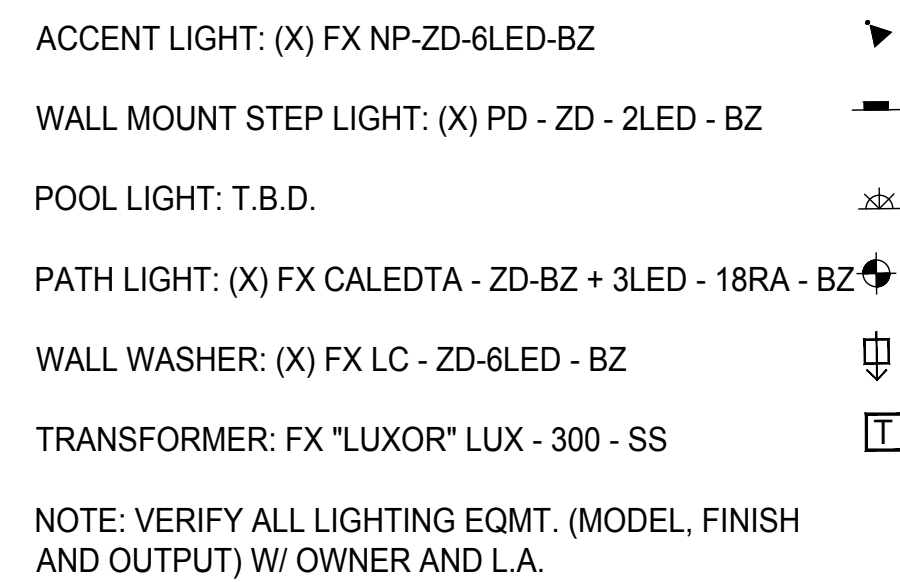 ACCENT LIGHT: (X) FX NP-ZD-6LED-BZ
WALL MOUNT STEP LIGHT: (X) PD - ZD - 2LED - BZ
POOL LIGHT: T.B.D.
PATH LIGHT: (X) FX CALEDTA - ZD-BZ + 3LED - 18RA - BZ
WALL WASHER: (X) FX LC - ZD-6LED - BZ
TRANSFORMER: FX "LUXOR" LUX - 300 - SS T
NOTE: VERIFY ALL LIGHTING EQMT. (MODEL, FINISH
AND OUTPUT) W/ OWNER AND L.A.